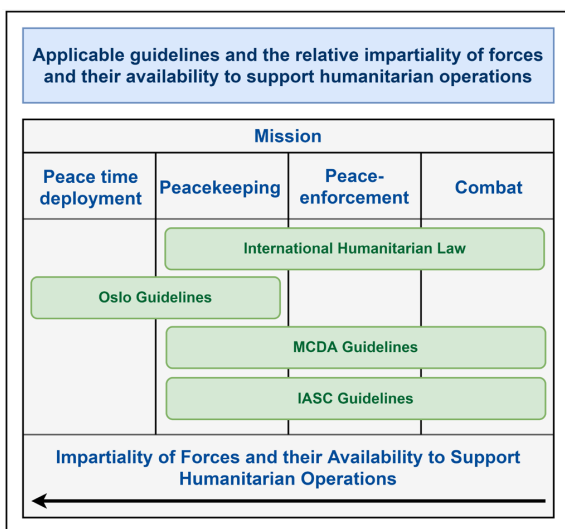 Applicable guidelines and the relative impartiality of forces
and their availability to support humanitarian operations
Mission
Peace time
deployment
Peacekeeping
Peace-
enforcement
Combat
International Humanitarian Law
Oslo Guidelines
MCDA Guidelines
IASC Guidelines
Impartiality of Forces and their Availability to Support
Humanitarian Operations